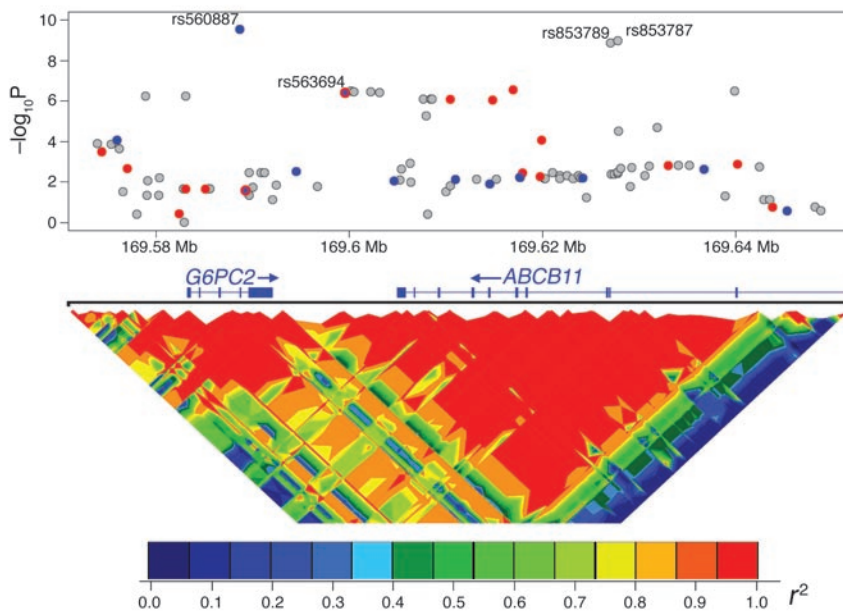 10
8
6
4
2
0
–log10P
rs560887
rs853789 rs853787
rs563694
169.58 Mb 169.6 Mb 169.62 Mb 169.64 Mb
G6PC2 ABCB11
0.0 0.1 0.2 0.3 0.4 0.5 0.6 0.7 0.8 0.9 1.0 r²